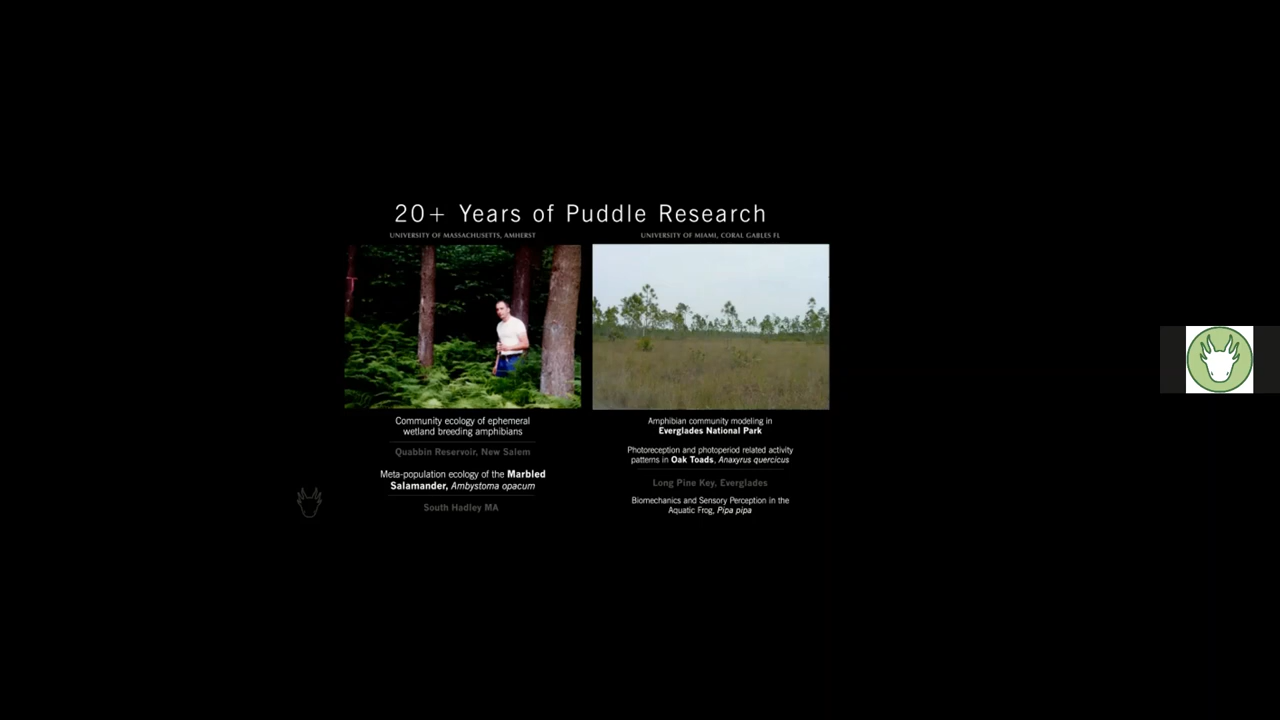 20+ Years of Puddle Research
UNIVERSITY OF MASSACHUSETTS, AMHERST
Community ecology of ephemeral
wetland breeding amphibians
Quabbin Reservoir, New Salem
Meta-population ecology of the Marbled
Salamander, Ambystoma opacum
South Hadley MA
UNIVERSITY OF MIAMI, CORAL GABLES FL
Amphibian community modeling in
Everglades National Park
Photoreception and photoperiod related activity
patterns in Oak Toads, Anaxyrus quercicus
Long Pine Key, Everglades
Biomechanics and Sensory Perception in the
Aquatic Frog, Pipa pipa